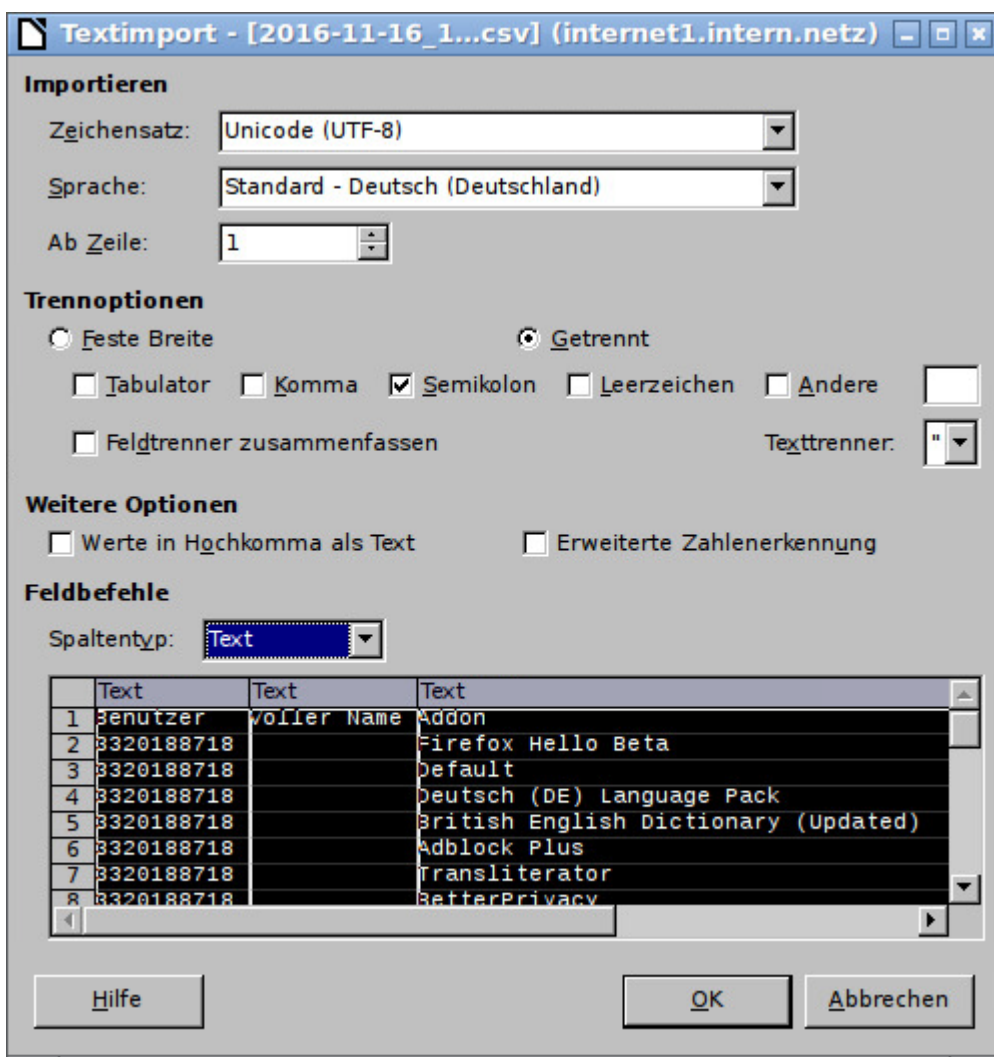 Textimport - [2016-11-16_1...csv] (internet1.intern.netz)
Importieren
Zeichensatz: Unicode (UTF-8)
Sprache: Standard - Deutsch (Deutschland)
Ab Zeile: 1
Trennoptionen
Feste Breite Getrennt
Tabulator Komma Semikolon Leerzeichen Andere
Feldtrenner zusammenfassen Texttrenner: "
Weitere Optionen
Werte in Hochkomma als Text Erweiterte Zahlenerkennung
Feldbefehle
Spaltentyp: Text
Text Text Text
1 Benutzer voller Name Addon
2 3320188718 Firefox Hello Beta
3 3320188718 Default
4 3320188718 Deutsch (DE) Language Pack
5 3320188718 British English Dictionary (Updated)
6 3320188718 Adblock Plus
7 3320188718 Transliterator
8 3320188718 BetterPrivacy
Hilfe OK Abbrechen